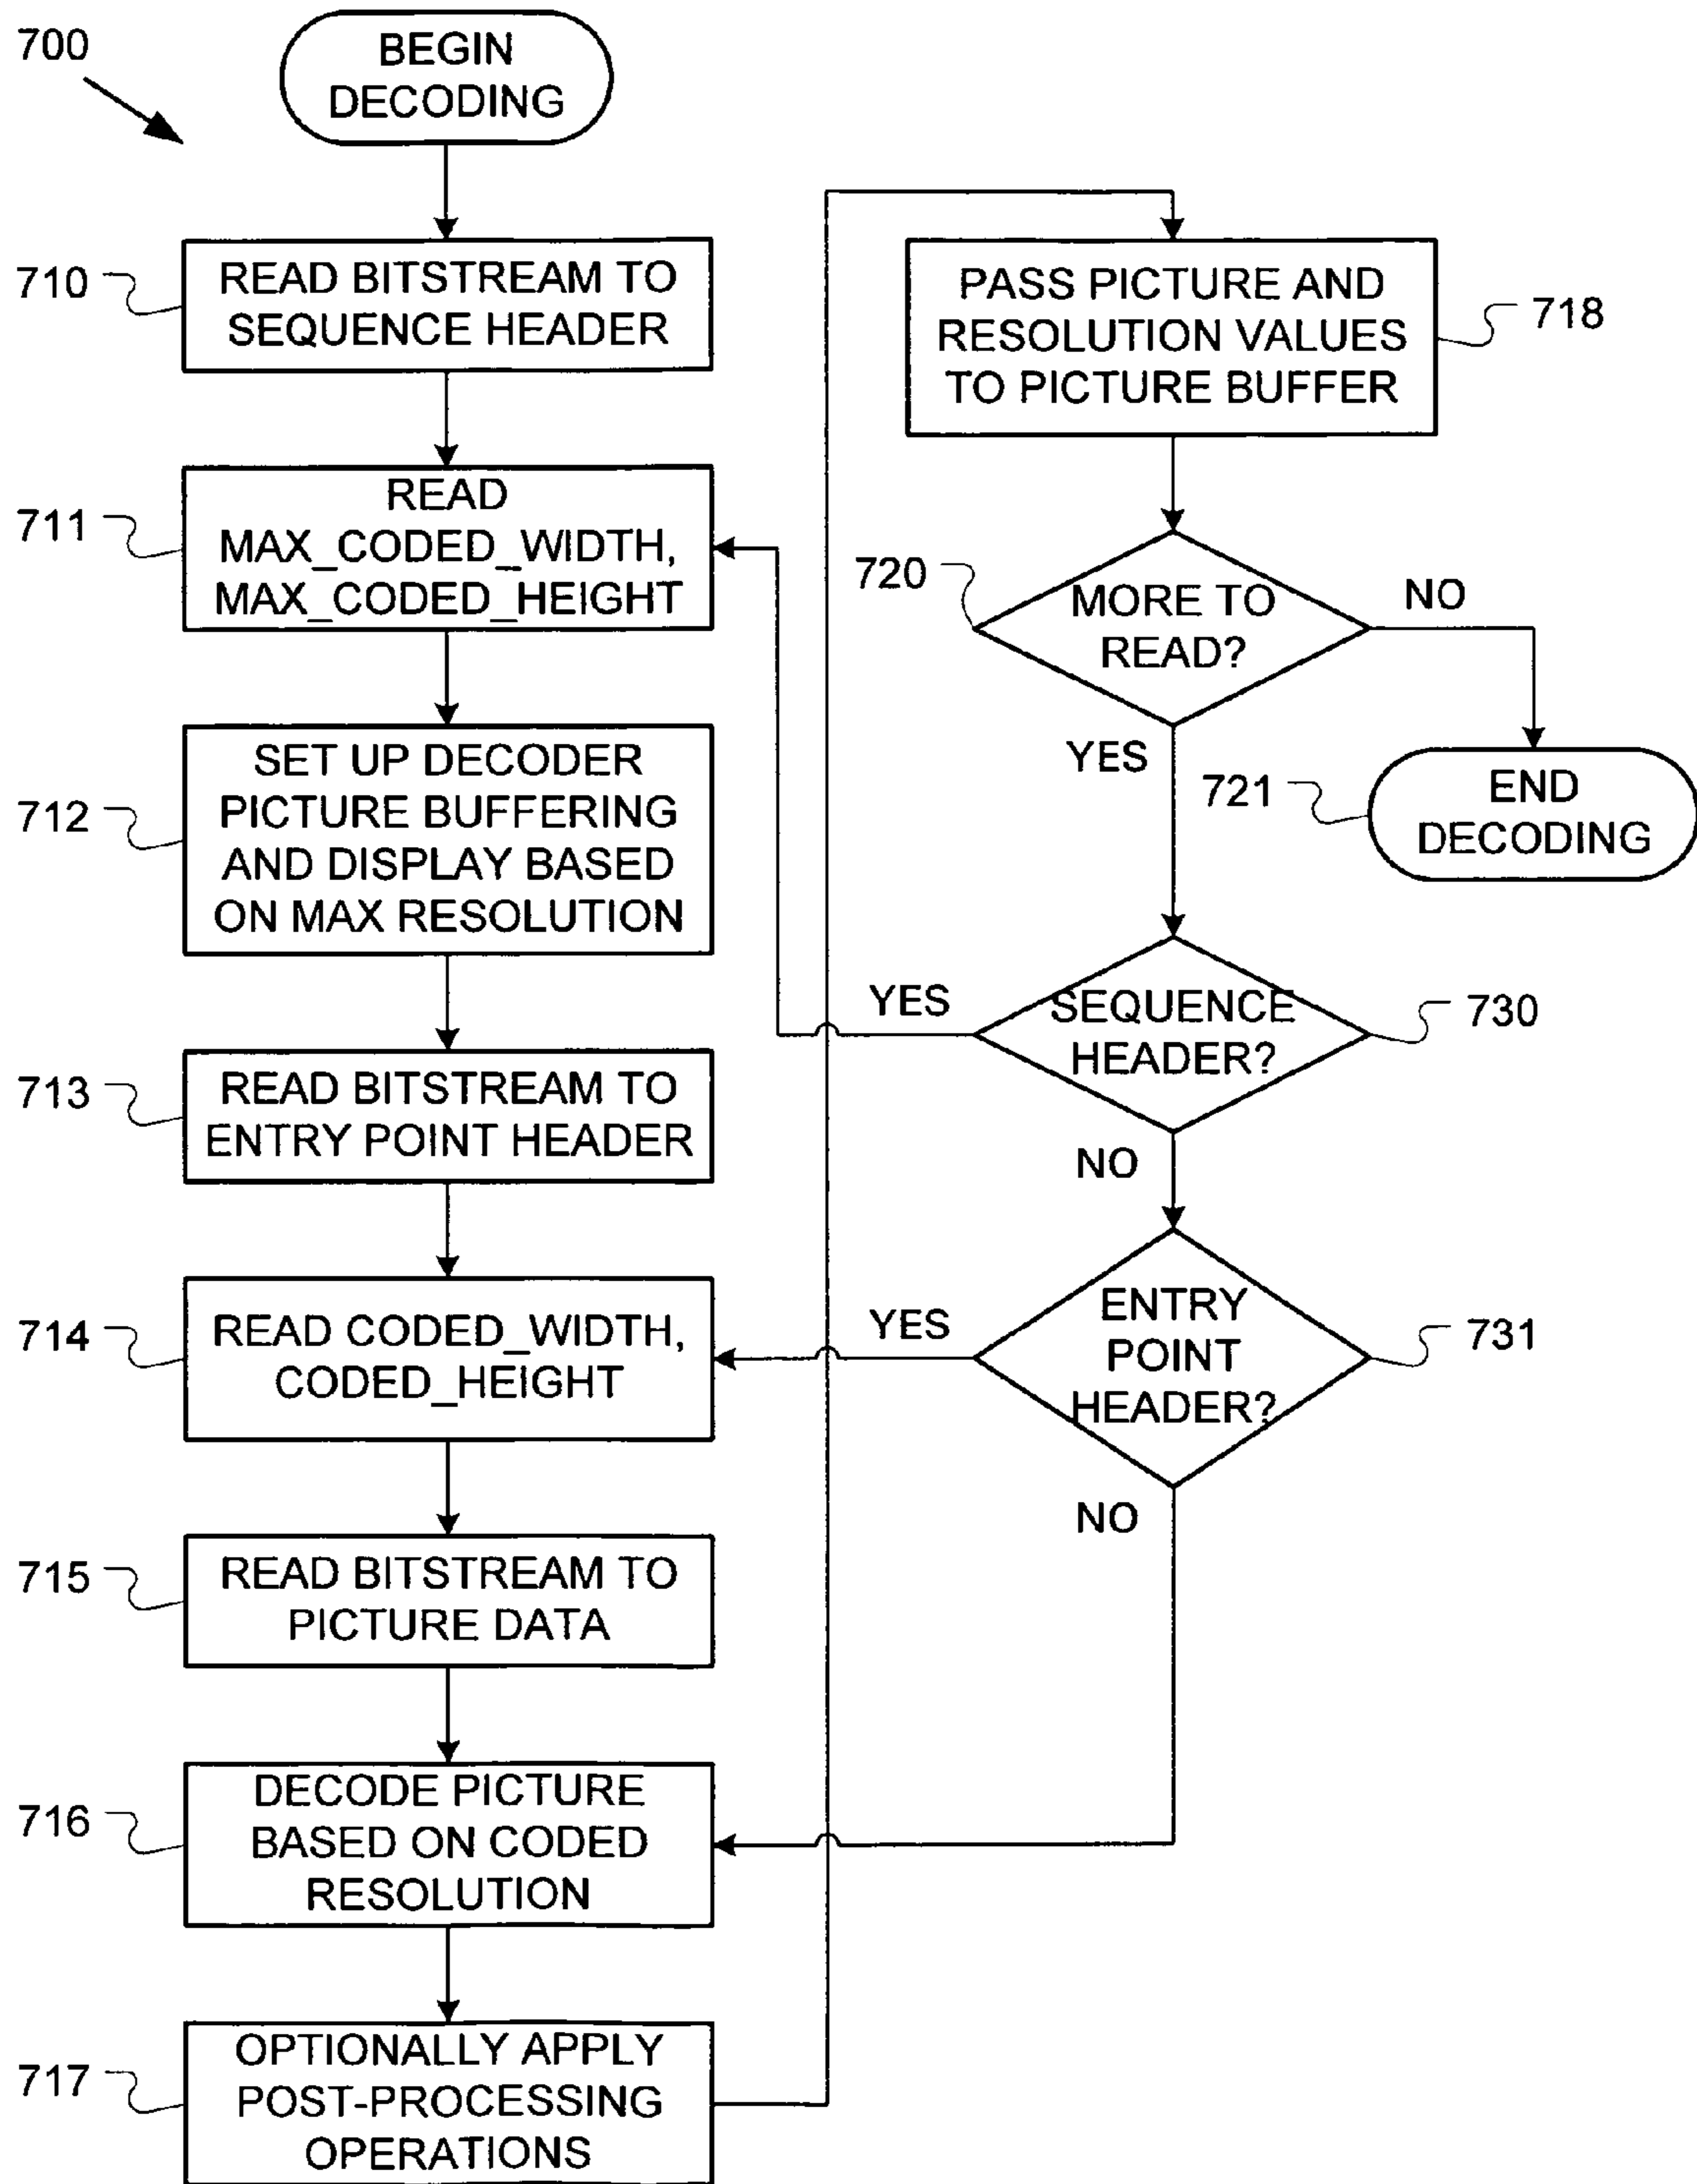 700
BEGIN
DECODING
710
READ BITSTREAM TO
SEQUENCE HEADER
711
READ
MAX_CODED_WIDTH,
MAX_CODED_HEIGHT
712
SET UP DECODER
PICTURE BUFFERING
AND DISPLAY BASED
ON MAX RESOLUTION
713
READ BITSTREAM TO
ENTRY POINT HEADER
714
READ CODED_WIDTH,
CODED_HEIGHT
715
READ BITSTREAM TO
PICTURE DATA
716
DECODE PICTURE
BASED ON CODED
RESOLUTION
717
OPTIONALLY APPLY
POST-PROCESSING
OPERATIONS
PASS PICTURE AND
RESOLUTION VALUES
TO PICTURE BUFFER
718
720
MORE TO
READ?
NO
YES
721
END
DECODING
YES
SEQUENCE
HEADER?
730
NO
YES
ENTRY
POINT
HEADER?
731
NO